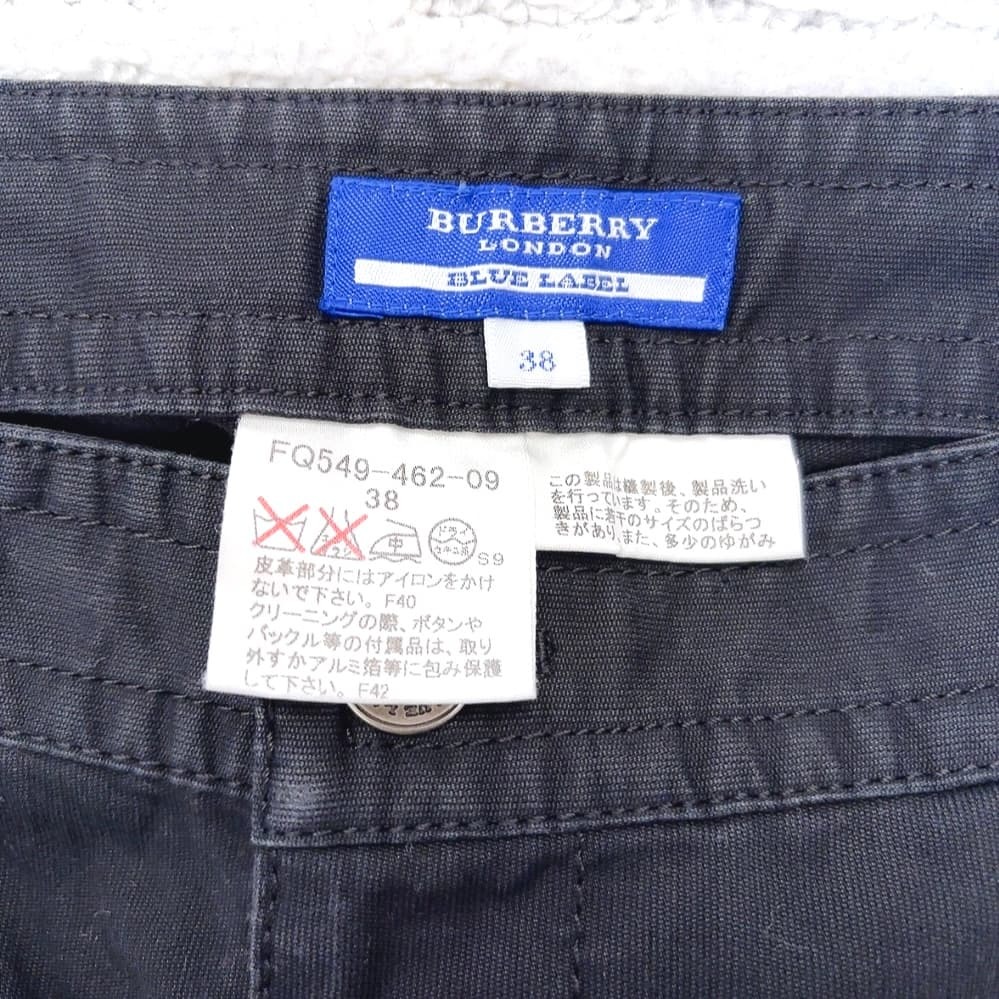 BURBERRY
LONDON
BLUE LABEL
38
FQ549-462-09
38
中
ドライ
S9
皮革部分にはアイロンをかけ
ないで下さい。F40
クリーニングの際、ボタンや
バックル等の付属品は、取り
外すかアルミ箔等に包み保護
して下さい。F42
この製品は縫製後、製品洗い
を行っています。そのため、
製品に若干のサイズのばらつ
きがあり、また、多少のゆがみ